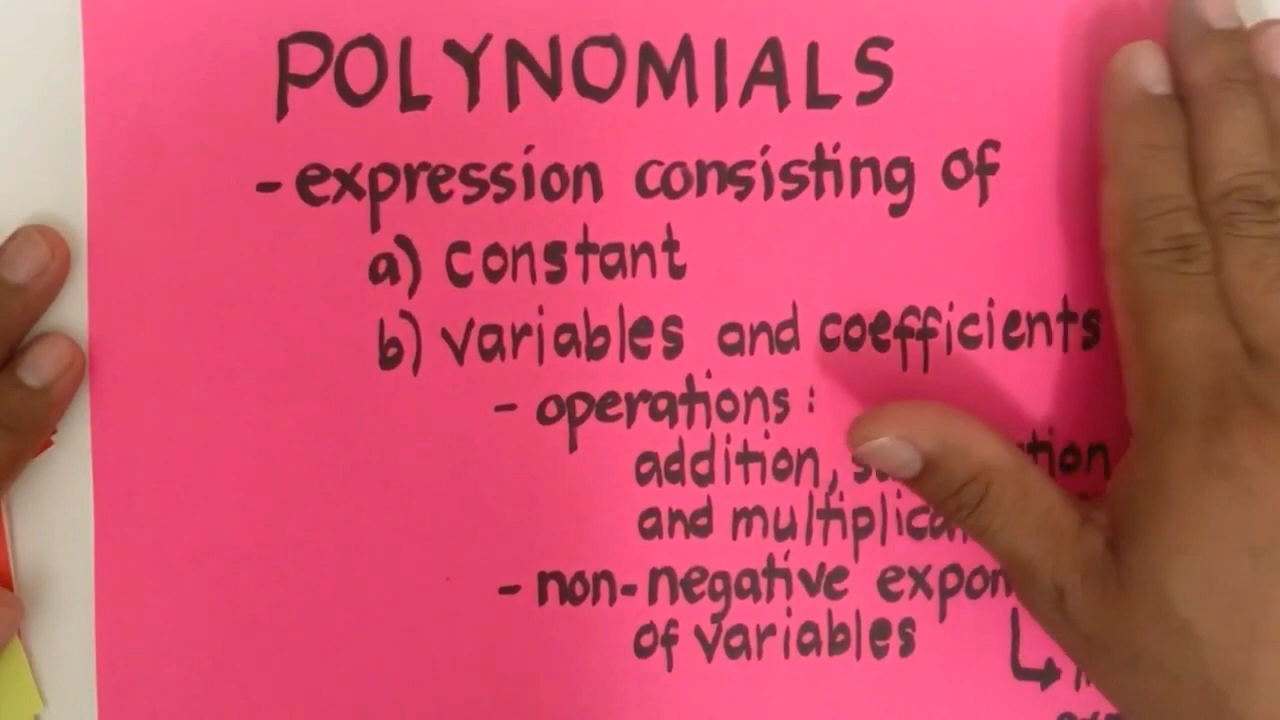 POLYNOMIALS
- expression consisting of
a) constant
b) variables and coefficients
- operations:
addition,
and
- non-negative
of variables